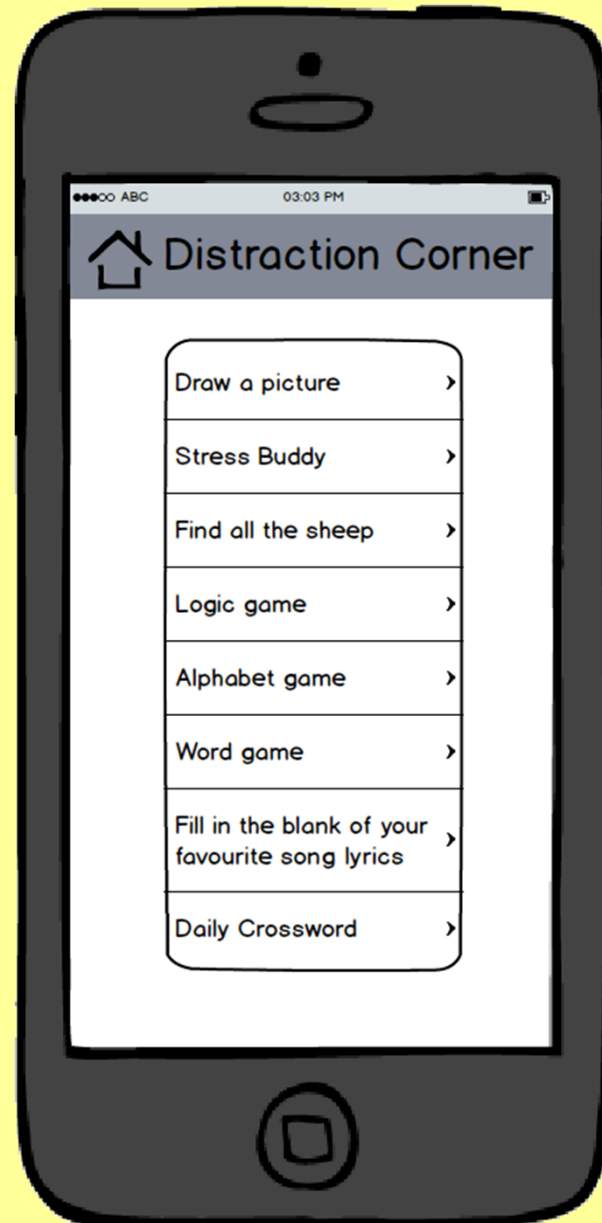 ABC 03:03 PM
Distraction Corner
Draw a picture
Stress Buddy
Find all the sheep
Logic game
Alphabet game
Word game
Fill in the blank of your
favourite song lyrics
Daily Crossword